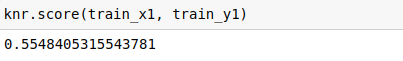 knr.score(train_x1, train_y1)
0.5548405315543781